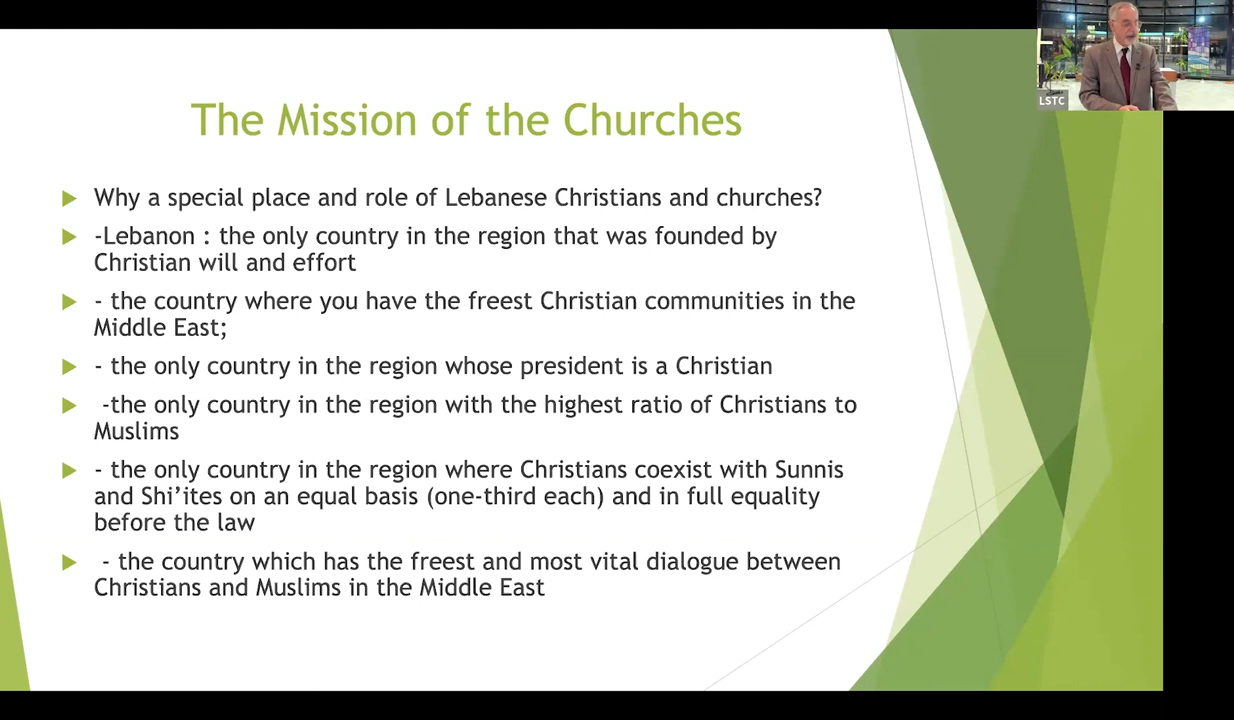 The Mission of the Churches
Why a special place and role of Lebanese Christians and churches?
-Lebanon : the only country in the region that was founded by
Christian will and effort
- the country where you have the freest Christian communities in the
Middle East;
- the only country in the region whose president is a Christian
-the only country in the region with the highest ratio of Christians to
Muslims
- the only country in the region where Christians coexist with Sunnis
and Shi’ites on an equal basis (one-third each) and in full equality
before the law
- the country which has the freest and most vital dialogue between
Christians and Muslims in the Middle East
LSTC